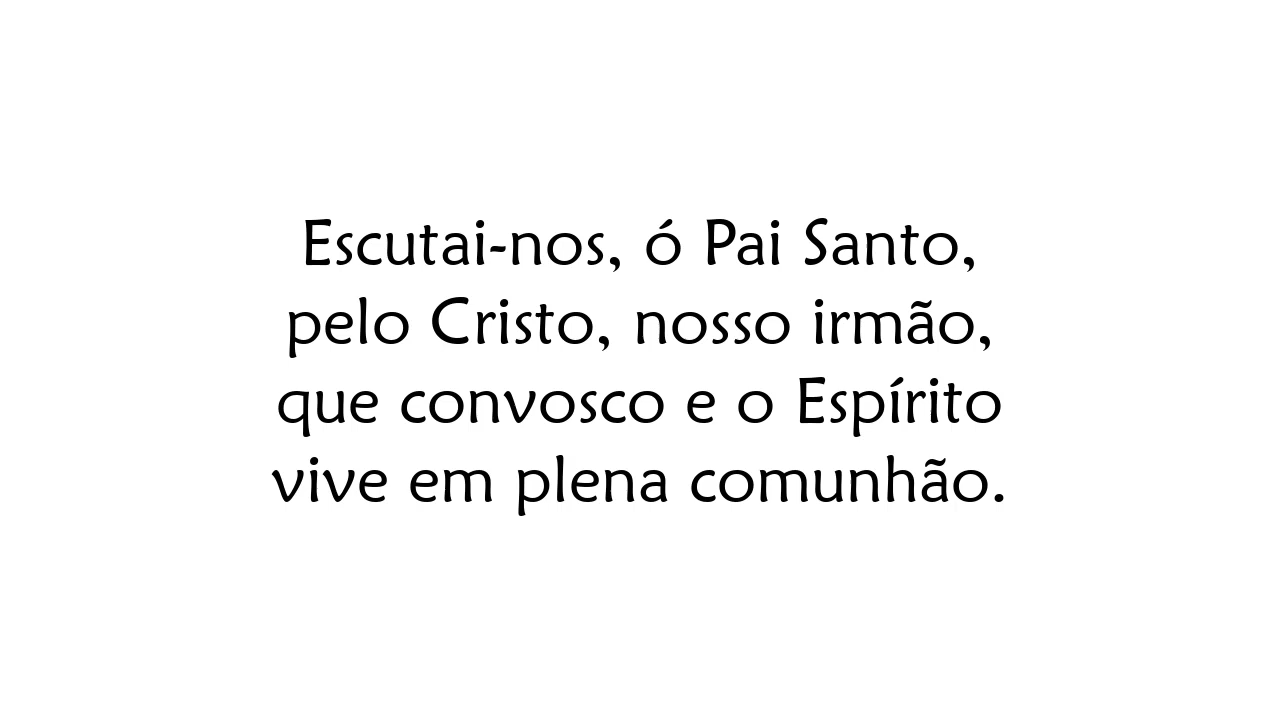 Escutai-nos, ó Pai Santo,
pelo Cristo, nosso irmão,
que convosco e o Espírito
vive em plena comunhão.